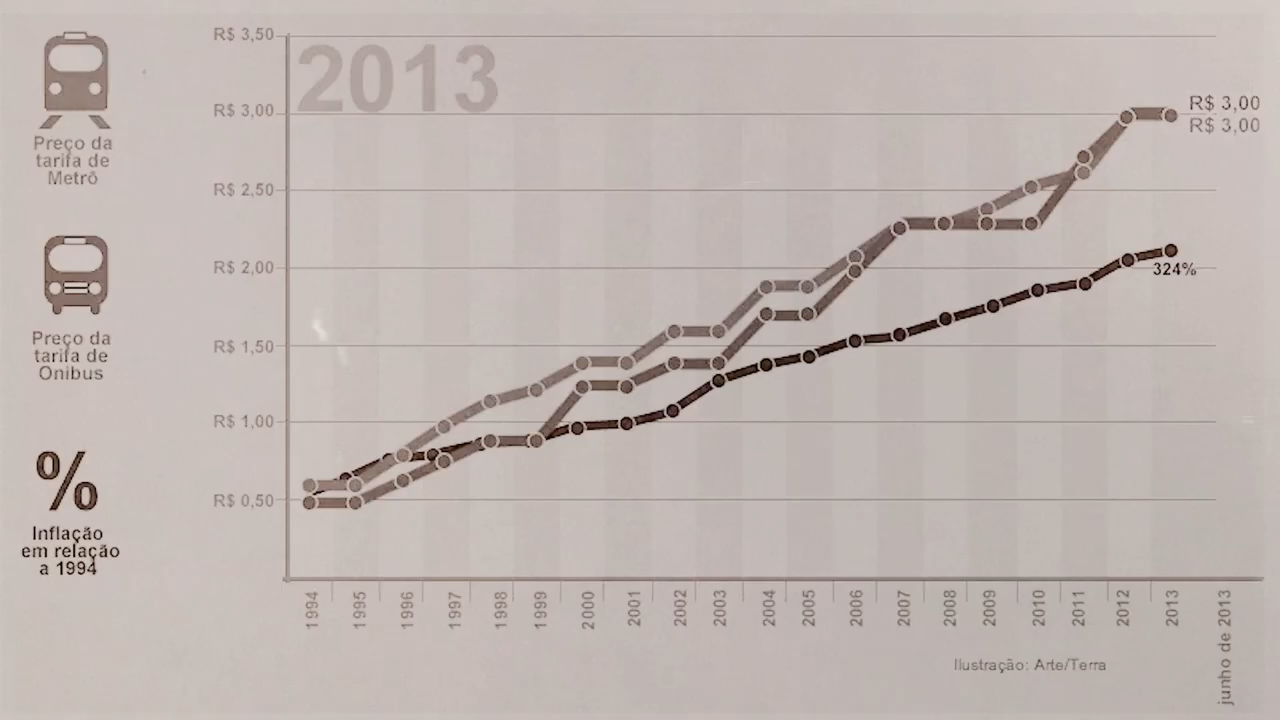 2013
Preço da
tarifa de
Metrô
Preço da
tarifa de
Onibus
%
Inflação
em relação
a 1994
R$ 3,50
R$ 3,00
R$ 2,50
R$ 2,00
R$ 1,50
R$ 1,00
R$ 0,50
R$ 3,00
R$ 3,00
324%
1994
1995
1996
1997
1998
1999
2000
2001
2002
2003
2004
2005
2006
2007
2008
2009
2010
2011
2012
2013
junho de 2013
Ilustração: Arte/Terra